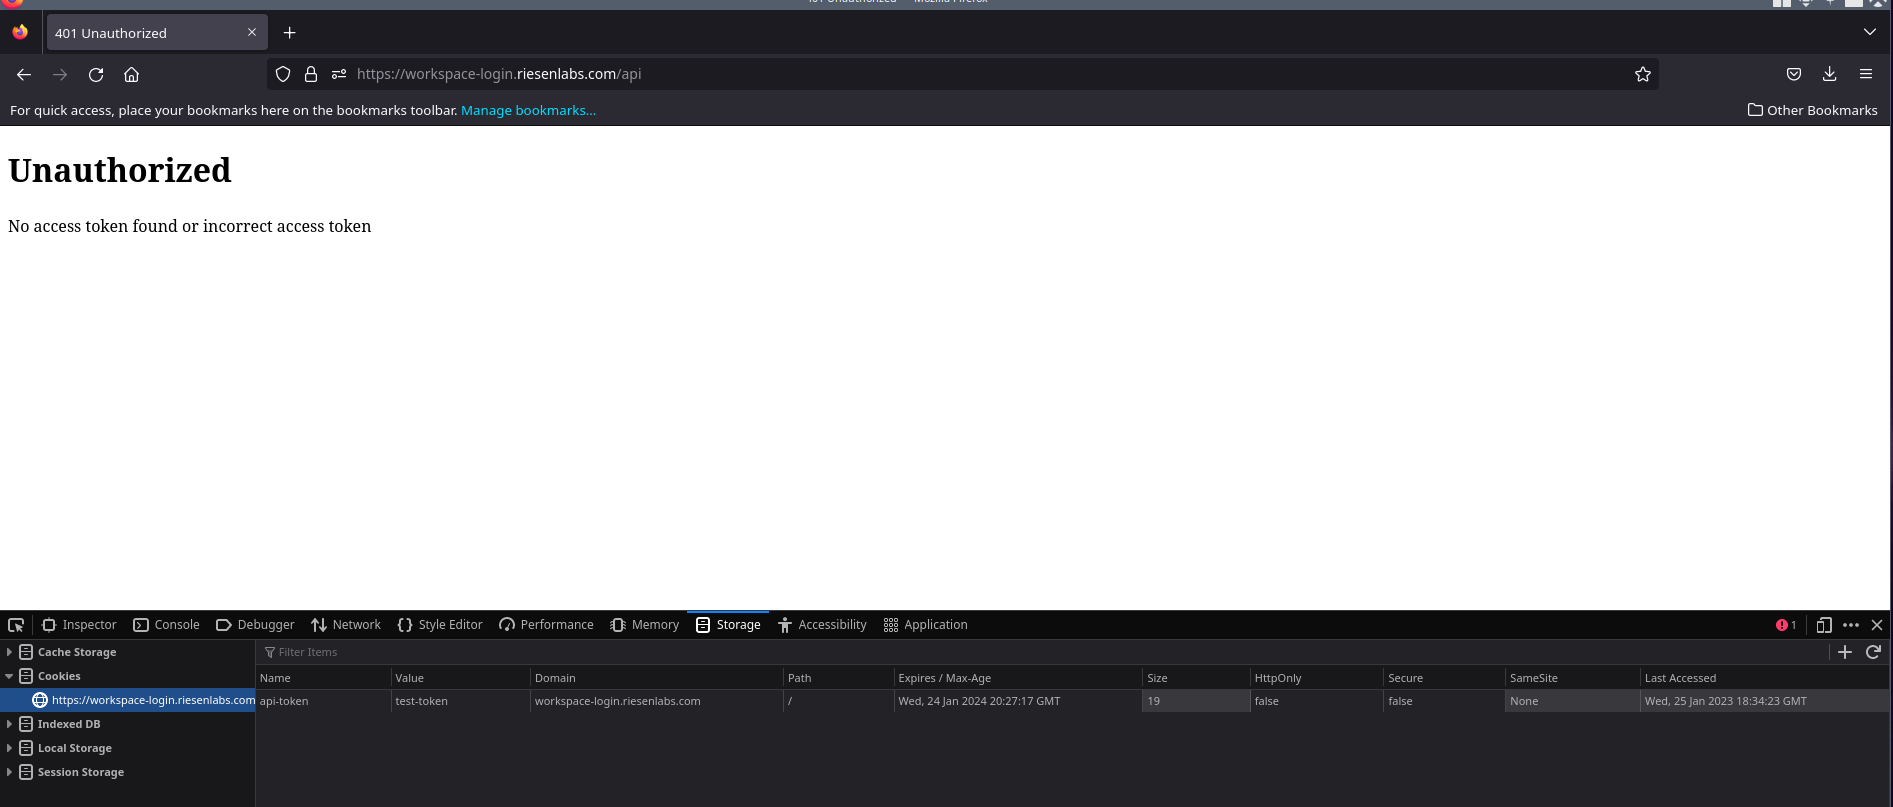 401 Unauthorized — Mozilla Firefox
401 Unauthorized
https://workspace-login.riesenlabs.com/api
For quick access, place your bookmarks here on the bookmarks toolbar. Manage bookmarks...
Other Bookmarks
Unauthorized
No access token found or incorrect access token
Inspector Console Debugger Network Style Editor Performance Memory Storage Accessibility Application 1
Cache Storage
Filter Items
Cookies
Name Value Domain Path Expires / Max-Age Size HttpOnly Secure SameSite Last Accessed
https://workspace-login.riesenlabs.com
api-token test-token workspace-login.riesenlabs.com / Wed, 24 Jan 2024 20:27:17 GMT 19 false false None Wed, 25 Jan 2023 18:34:23 GMT
Indexed DB
Local Storage
Session Storage